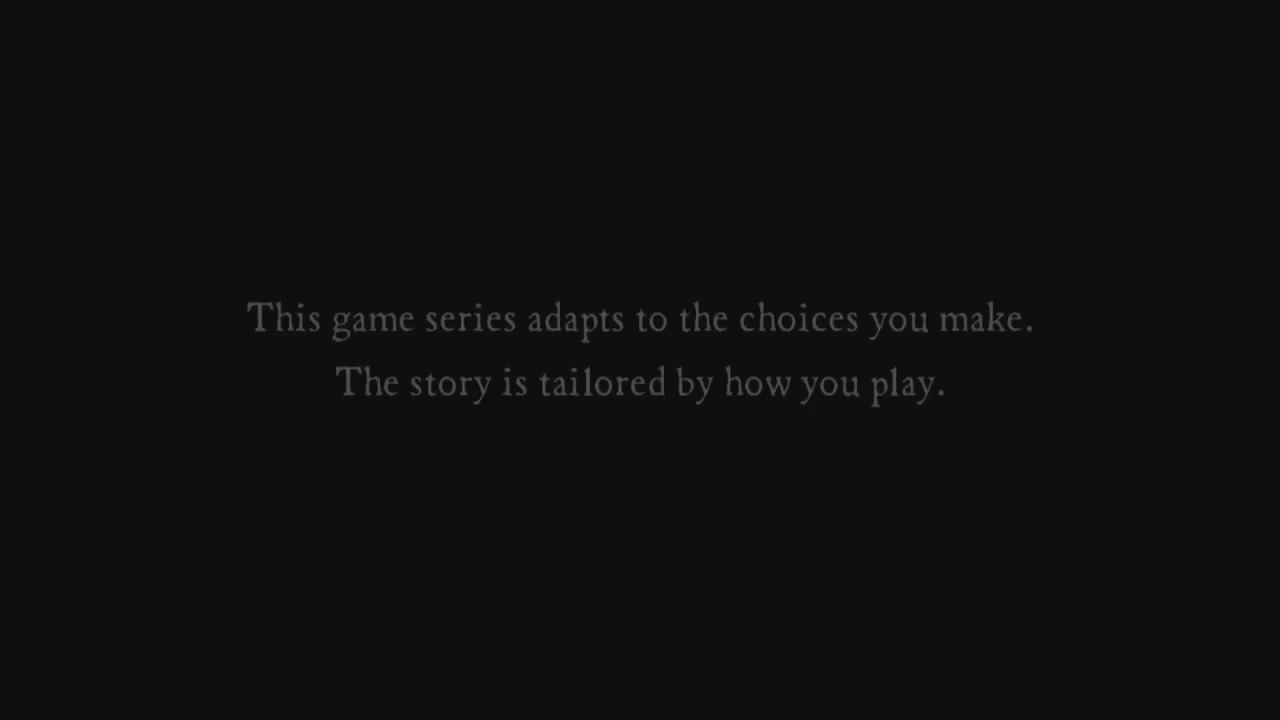 This game series adapts to the choices you make.
The story is tailored by how you play.